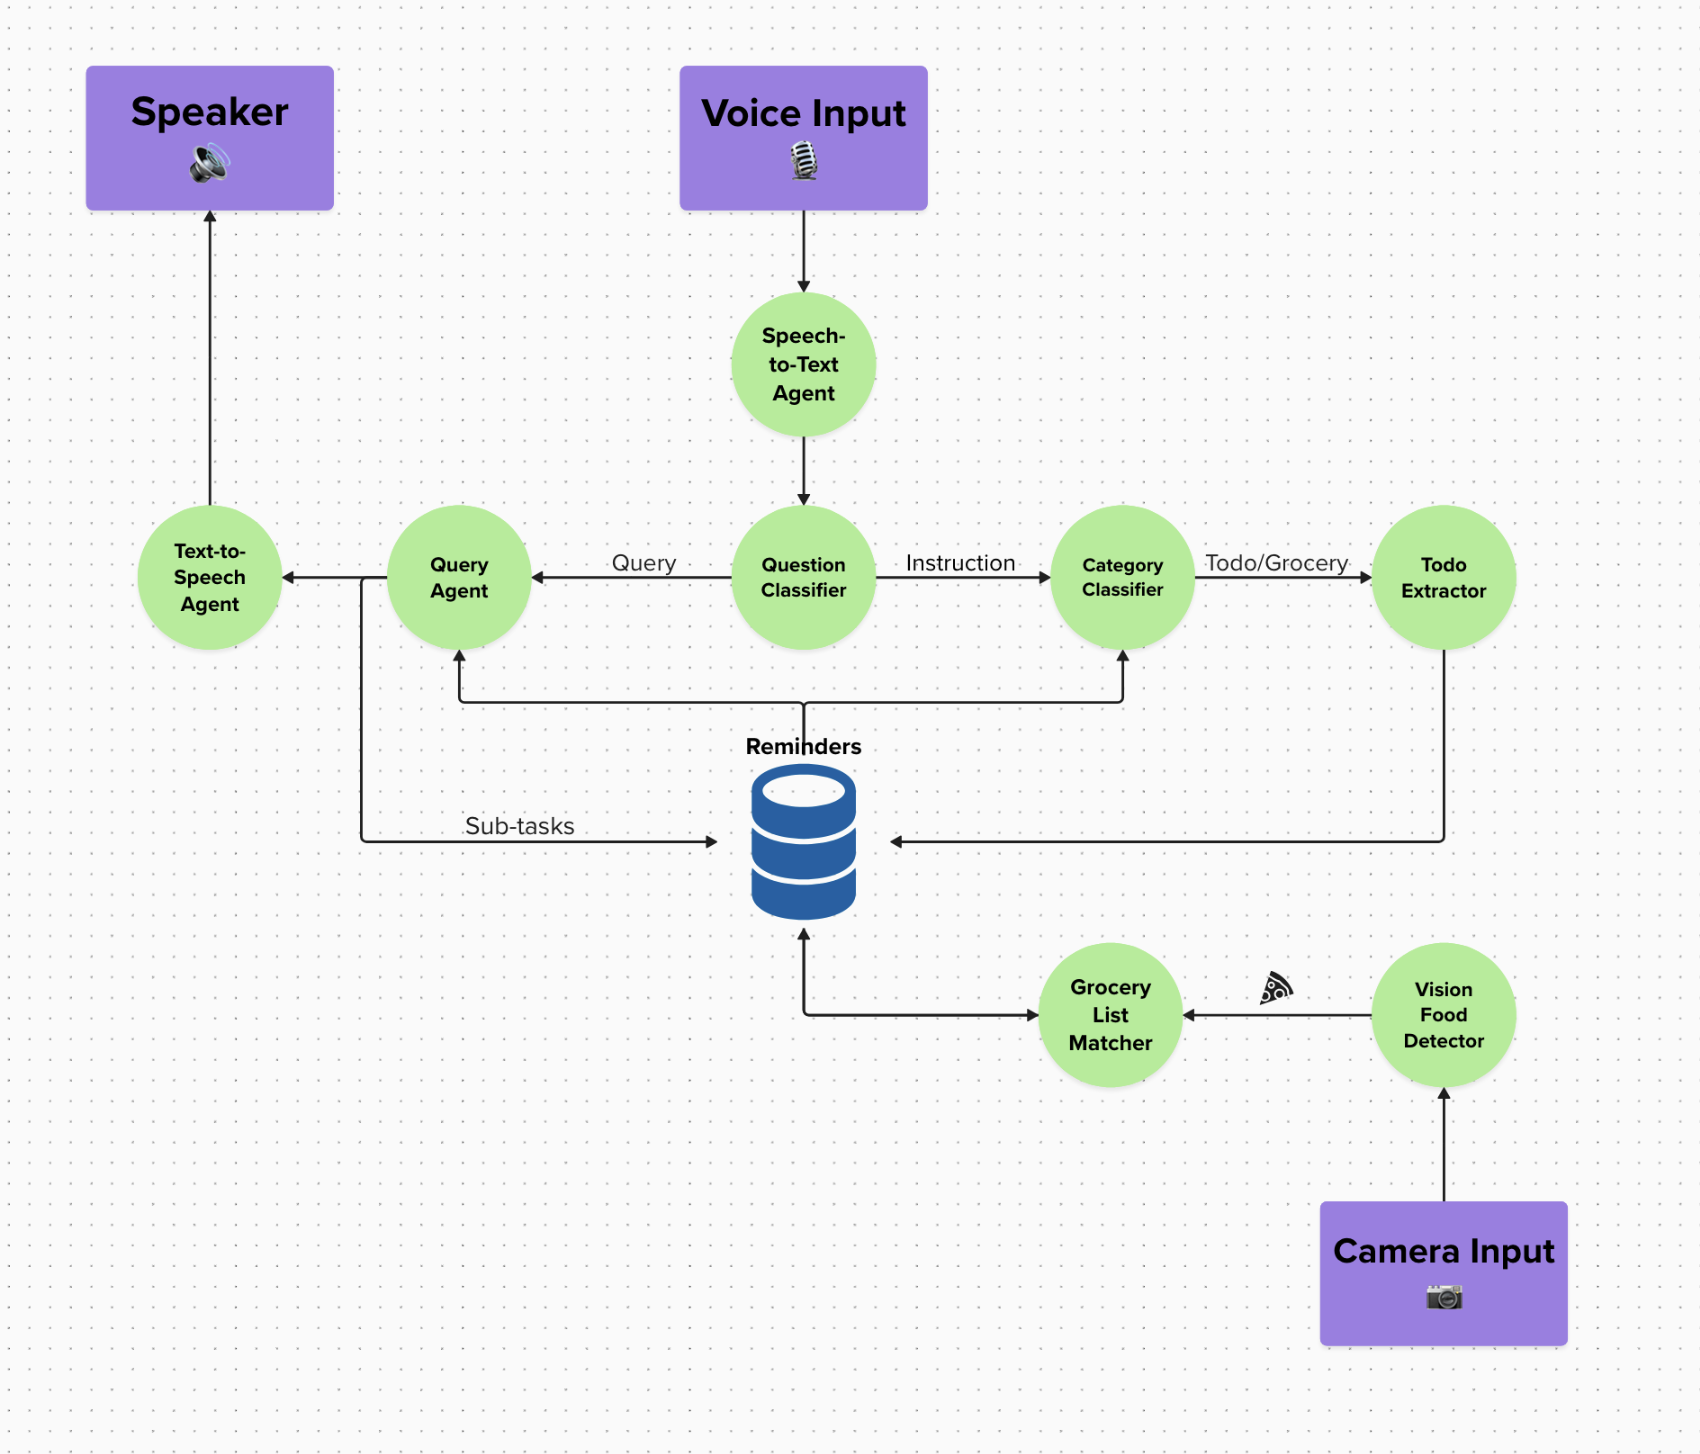 Speaker
Voice Input
Speech-
to-Text
Agent
Text-to-
Speech
Agent
Query
Agent
Query
Question
Classifier
Instruction
Category
Classifier
Todo/Grocery
Todo
Extractor
Reminders
Sub-tasks
Grocery
List
Matcher
Vision
Food
Detector
Camera Input